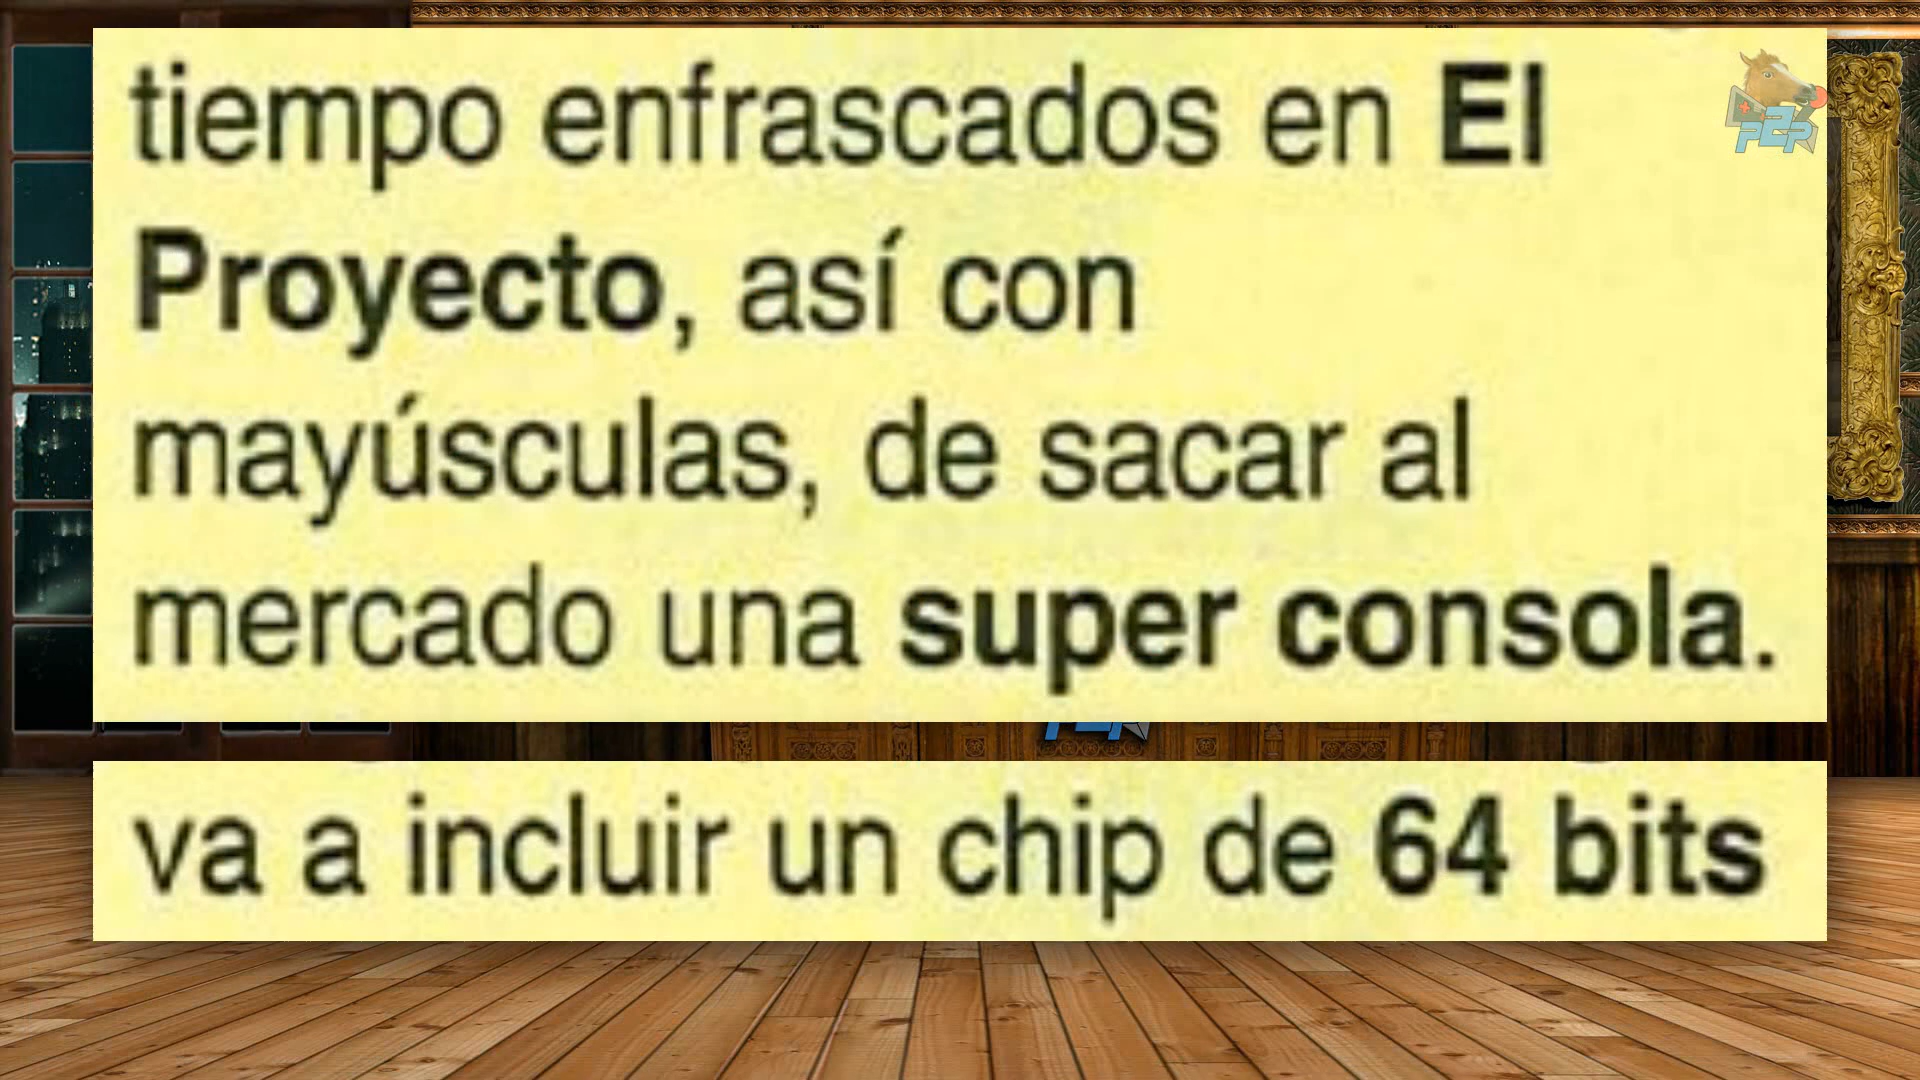 tiempo enfrascados en El
Proyecto, así con
mayúsculas, de sacar al
mercado una super consola.
va a incluir un chip de 64 bits